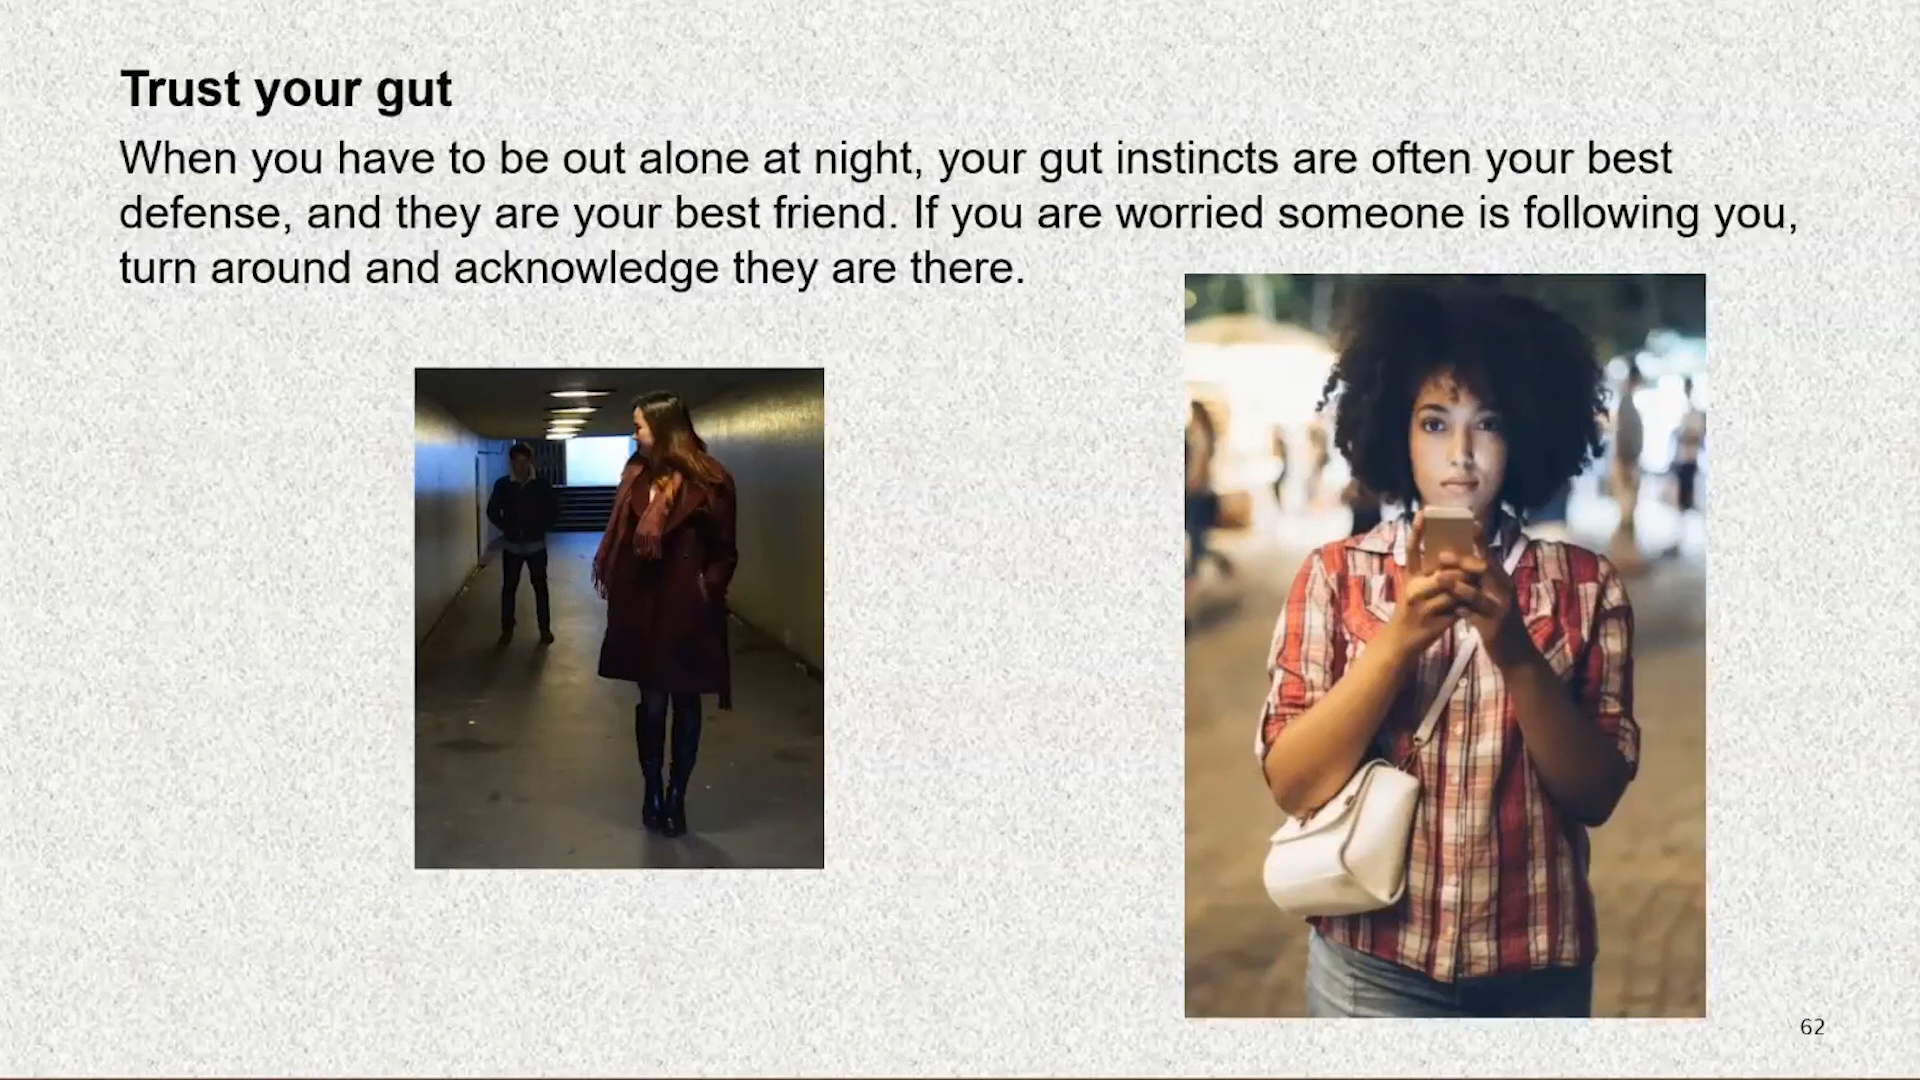 Trust your gut
When you have to be out alone at night, your gut instincts are often your best
defense, and they are your best friend. If you are worried someone is following you,
turn around and acknowledge they are there.
62